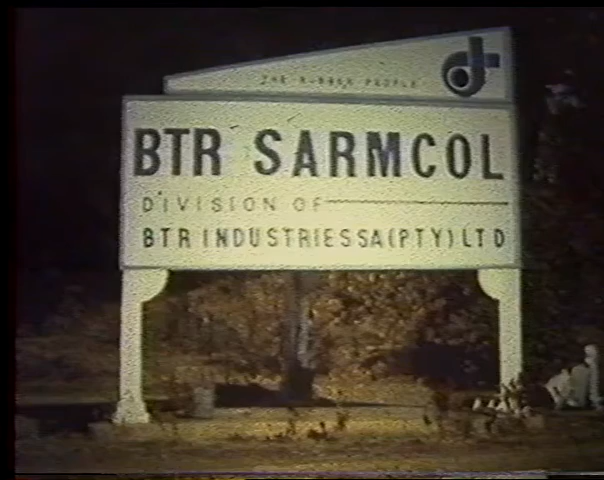 THE RUBBER PEOPLE
BTR SARMCOL
DIVISION OF
BTR INDUSTRIES SA (PTY) LTD